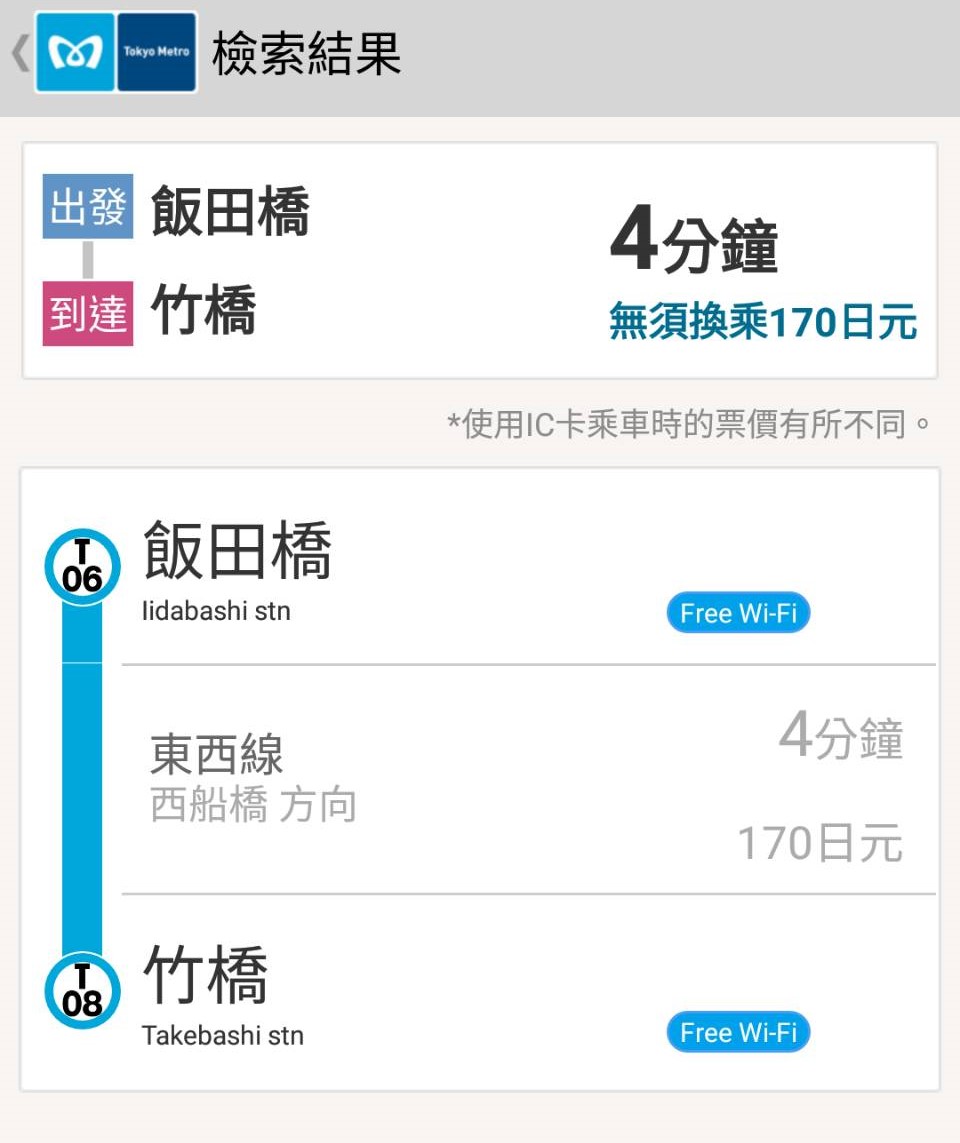 Tokyo Metro 檢索結果
出發 飯田橋
到達 竹橋
4分鐘
無須換乘170日元
*使用IC卡乘車時的票價有所不同。
T
06
飯田橋
Iidabashi stn
Free Wi-Fi
東西線
西船橋 方向
4分鐘
170日元
T
08
竹橋
Takebashi stn
Free Wi-Fi